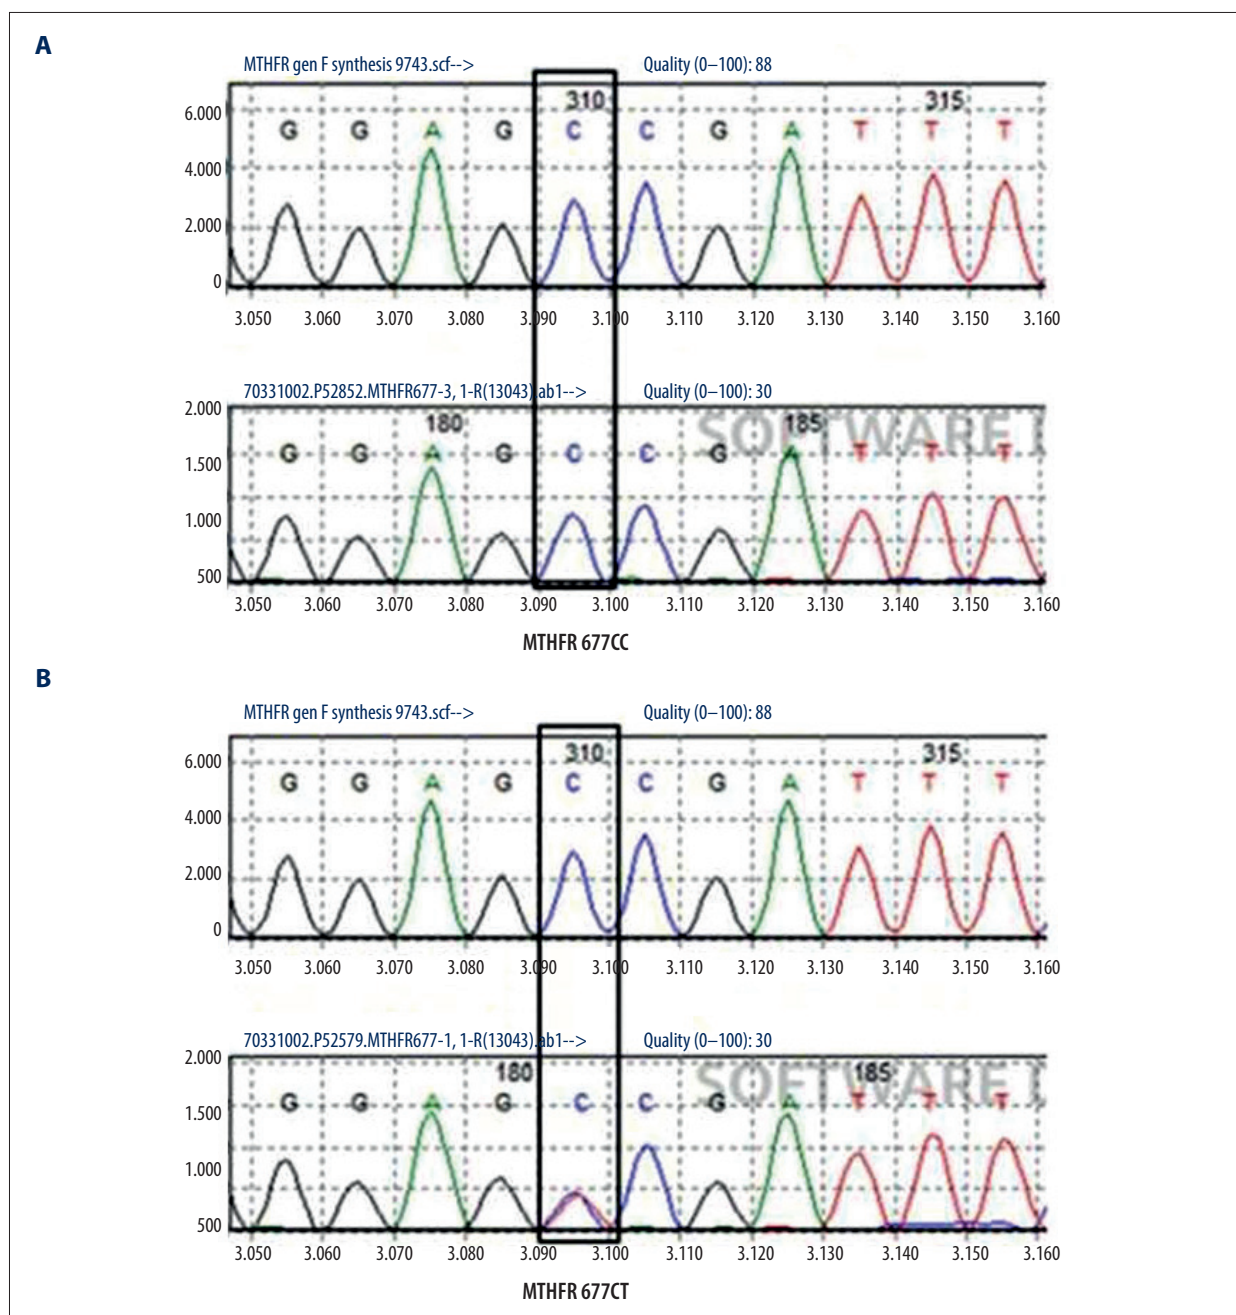 A
MTHFR gen F synthesis 9743.scf--> Quality (0–100): 88
310 315
6.000
G G A G C C G A T T T
4.000
2.000
0
3.050 3.060 3.070 3.080 3.090 3.100 3.110 3.120 3.130 3.140 3.150 3.160
70331002.P52852.MTHFR677-3, 1-R(13043).ab1--> Quality (0–100): 30
2.000
180 185
SOFTWARE
G G A G C C G A T T T
1.500
1.000
500
3.050 3.060 3.070 3.080 3.090 3.100 3.110 3.120 3.130 3.140 3.150 3.160
MTHFR 677CC
B
MTHFR gen F synthesis 9743.scf--> Quality (0–100): 88
310 315
6.000
G G A G C C G A T T T
4.000
2.000
0
3.050 3.060 3.070 3.080 3.090 3.100 3.110 3.120 3.130 3.140 3.150 3.160
70331002.P52579.MTHFR677-1, 1-R(13043).ab1--> Quality (0–100): 30
2.000
180 185
SOFTWARE
G G A G C C G A T T T
1.500
1.000
500
3.050 3.060 3.070 3.080 3.090 3.100 3.110 3.120 3.130 3.140 3.150 3.160
MTHFR 677CT